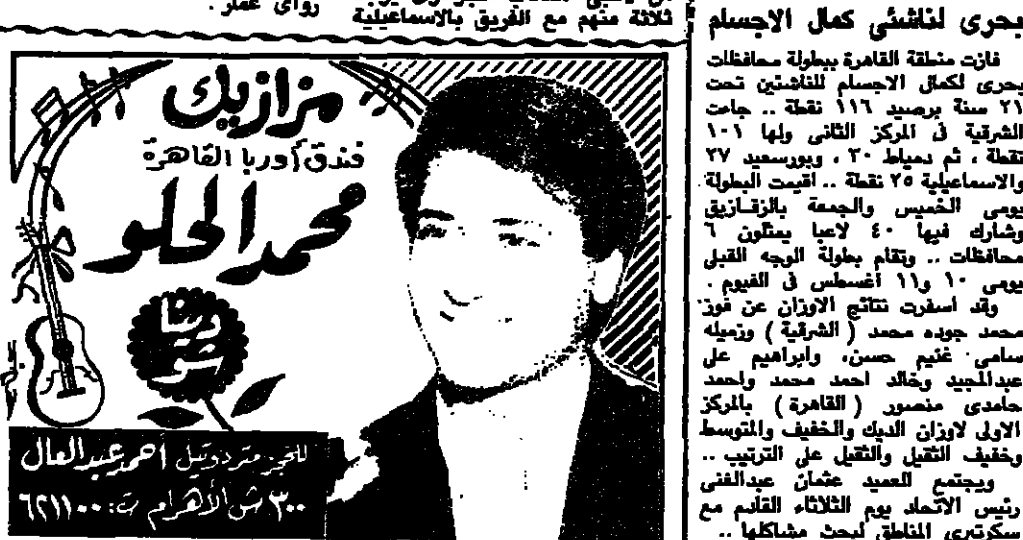 بحرى لناشئى كمال الاجسام
فازت منطقة القاهرة ببطولة محافظات
بحرى لكمال الاجسام للناشئين تحت
٢١ سنة برصيد ١١٦ نقطة .. جاءت
الشرقية فى المركز الثانى ولها ١٠١
نقطة ، ثم دمياط ٣٠ ، وبورسعيد ٢٧
والاسماعيلية ٢٥ نقطة .. اقيمت البطولة
يومى الخميس والجمعة بالزقازيق
وشارك فيها ٤٠ لاعبا يمثلون ٦
محافظات .. وتقام بطولة الوجه القبلى
يومى ١٠ و١١ أغسطس فى الفيوم .
وقد اسفرت نتائج الاوزان عن فوز
محمد جوده محمد ( الشرقية ) وزميله
سامى غنيم حسن، وابراهيم على
عبدالمجيد وخالد احمد محمد واحمد
حامدى منصور ( القاهرة ) بالمركز
الاولى لاوزان الديك والخفيف والمتوسط
وخفيف الثقيل والثقيل على الترتيب ..
ويجتمع العميد عثمان عبدالغنى
رئيس الاتحاد يوم الثلاثاء القادم مع
سكرتيرى المناطق لبحث مشاكلها ..
رؤاى عمار .
ثلاثة منهم مع الفريق بالاسماعيلية
مزازيك
فندق أوربا القاهرة
محمد الحلو
دينا
شو
للحجز متردوتيل أحمد عبدالعال
٣٠٠ ش الأهرام ت: ٦٢١١٠٠